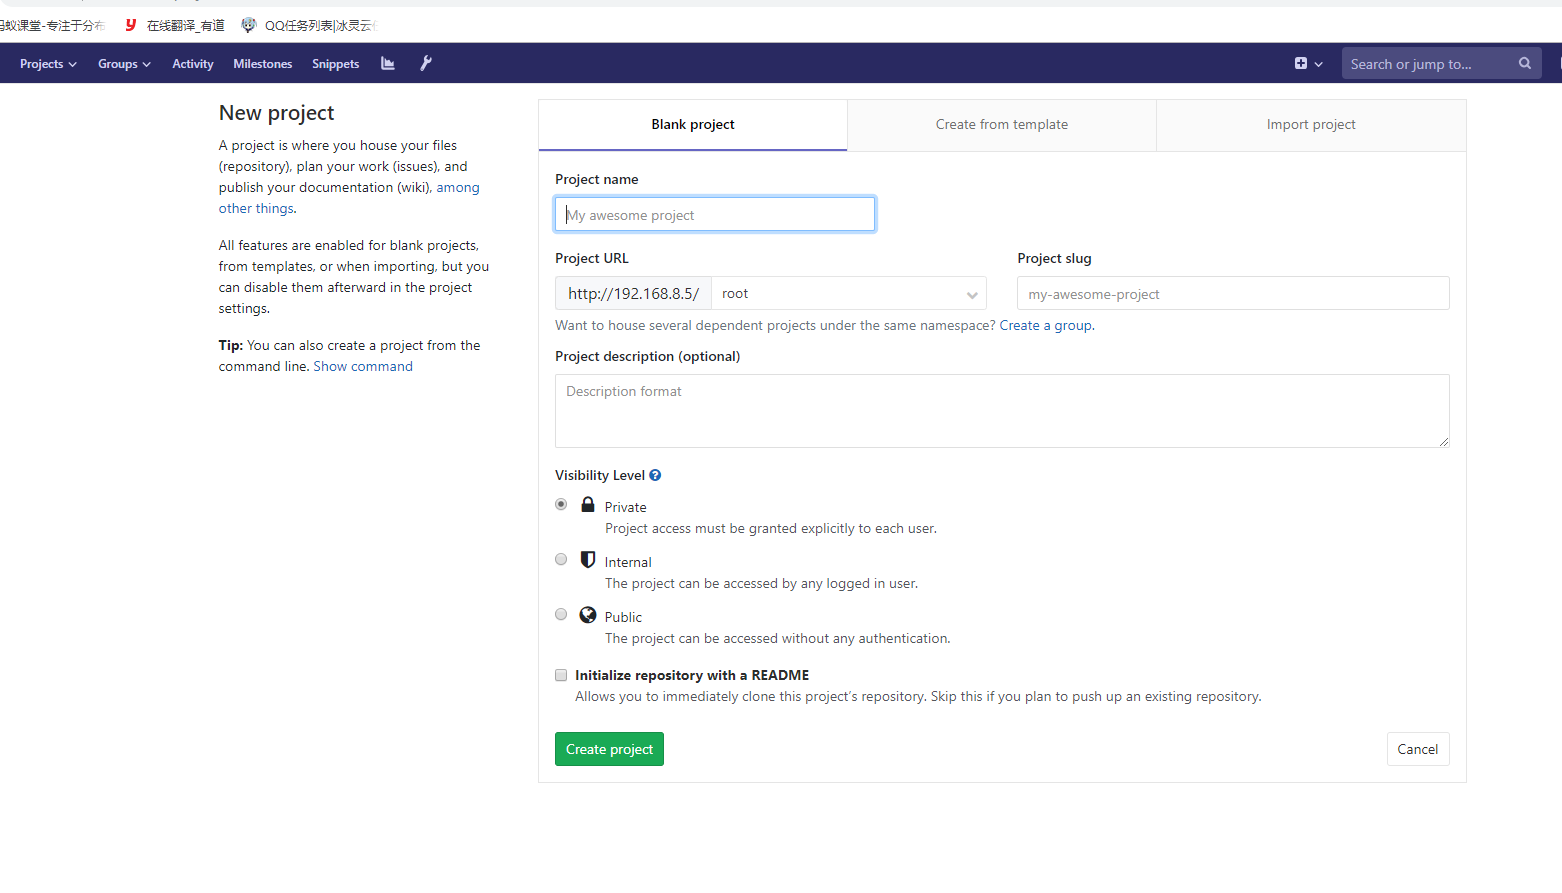 蚂蚁课堂-专注于分布 在线翻译_有道 QQ任务列表|冰灵云
Projects Groups Activity Milestones Snippets Search or jump to...
New project
A project is where you house your files
(repository), plan your work (issues), and
publish your documentation (wiki), among
other things.
All features are enabled for blank projects,
from templates, or when importing, but you
can disable them afterward in the project
settings.
Tip: You can also create a project from the
command line. Show command
Blank project Create from template Import project
Project name
My awesome project
Project URL Project slug
http://192.168.8.5/ root my-awesome-project
Want to house several dependent projects under the same namespace? Create a group.
Project description (optional)
Description format
Visibility Level
Private
Project access must be granted explicitly to each user.
Internal
The project can be accessed by any logged in user.
Public
The project can be accessed without any authentication.
Initialize repository with a README
Allows you to immediately clone this project’s repository. Skip this if you plan to push up an existing repository.
Create project Cancel